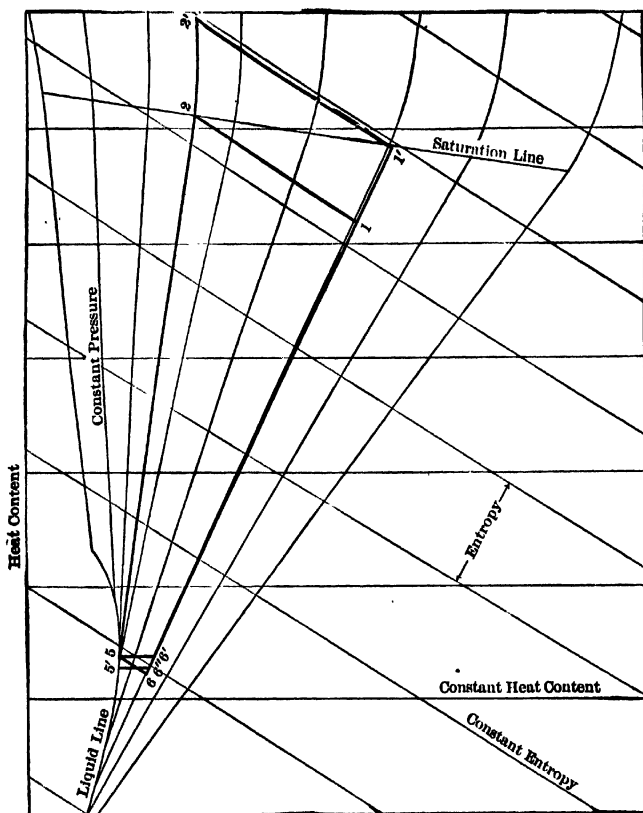 2'
2
Saturation Line
1'
1
Constant Pressure
Heat Content
Entropy
5' 5
6 6" 6'
Constant Heat Content
Liquid Line
Constant Entropy